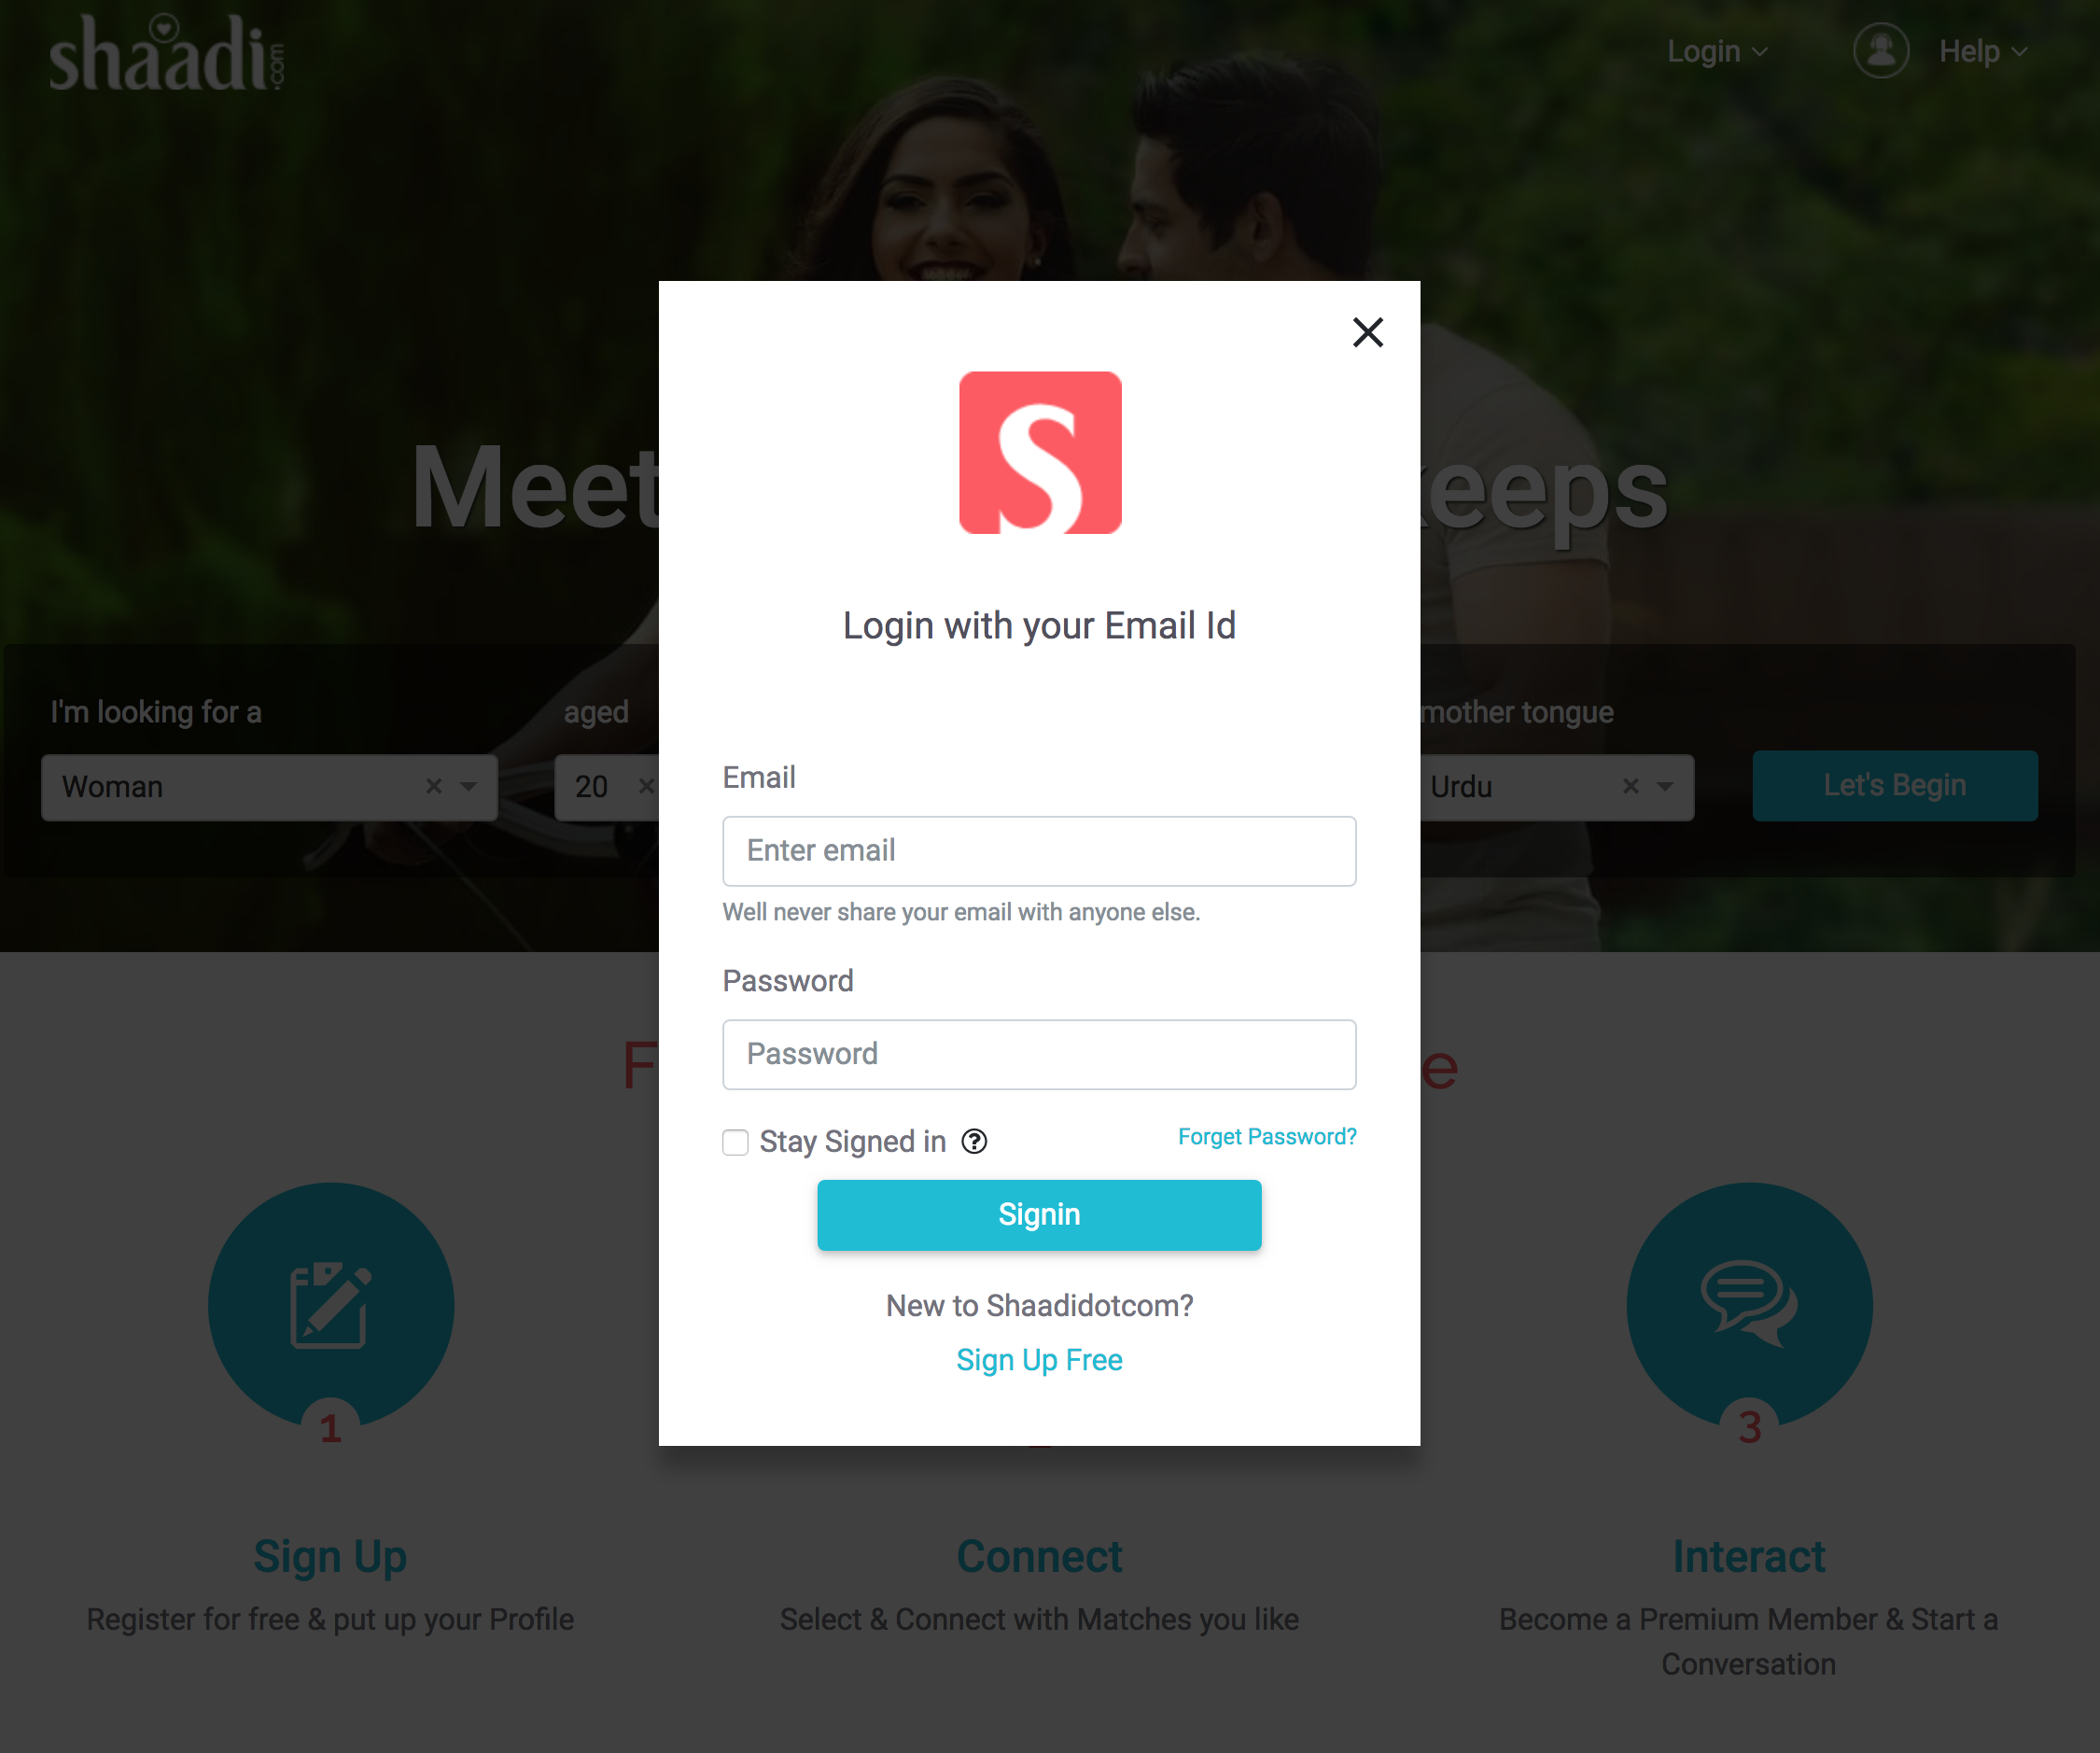 shaadi.com
Login
Help
Meet
keeps
I'm looking for a
aged
mother tongue
Woman
20
Urdu
Let's Begin
S
Login with your Email Id
Email
Enter email
Well never share your email with anyone else.
Password
Password
Stay Signed in
Forget Password?
Signin
New to Shaadidotcom?
Sign Up Free
1
3
Sign Up
Connect
Interact
Register for free & put up your Profile
Select & Connect with Matches you like
Become a Premium Member & Start a
Conversation